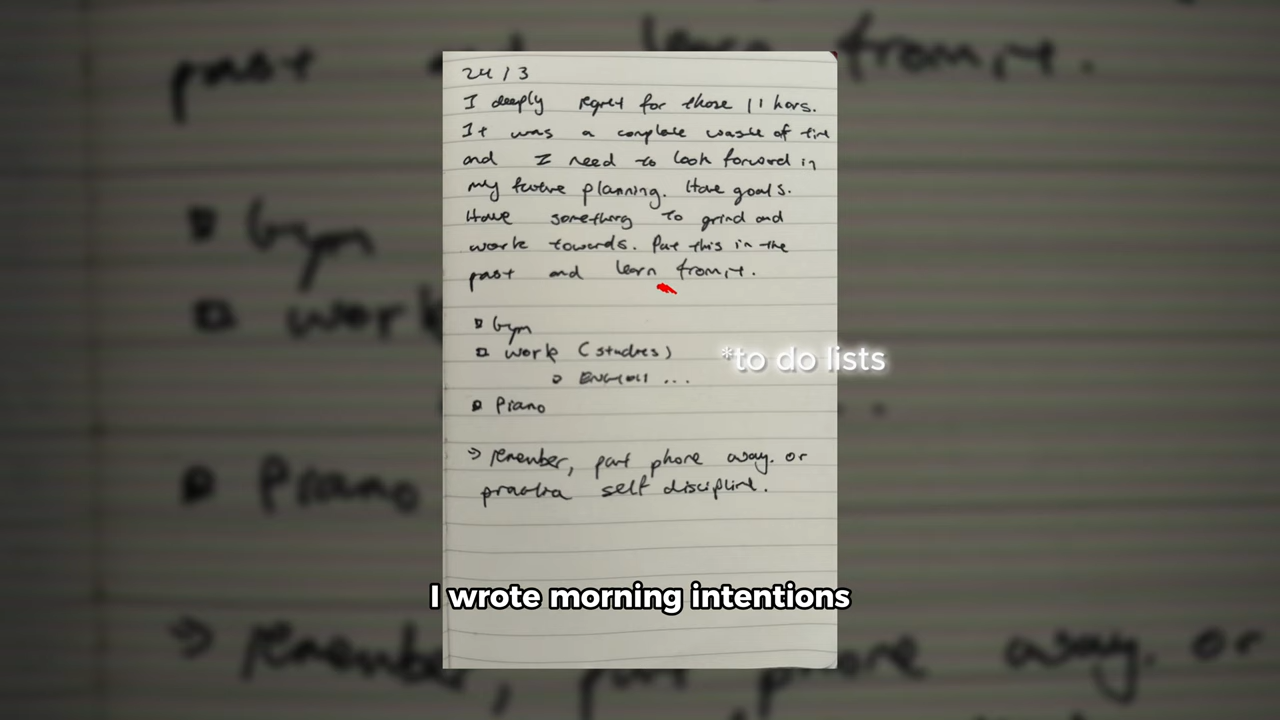 24 / 3
I deeply regret for those 11 hors.
It was a complate waste of time
and I need to look forward in
my future planning. Have goals.
Have something to grind and
work towards. Put this in the
past and learn from it.
Gym
work (studies)
*to do lists
English ...
Piano
→ remember, put phone away. or
practice self discipline.
I wrote morning intentions